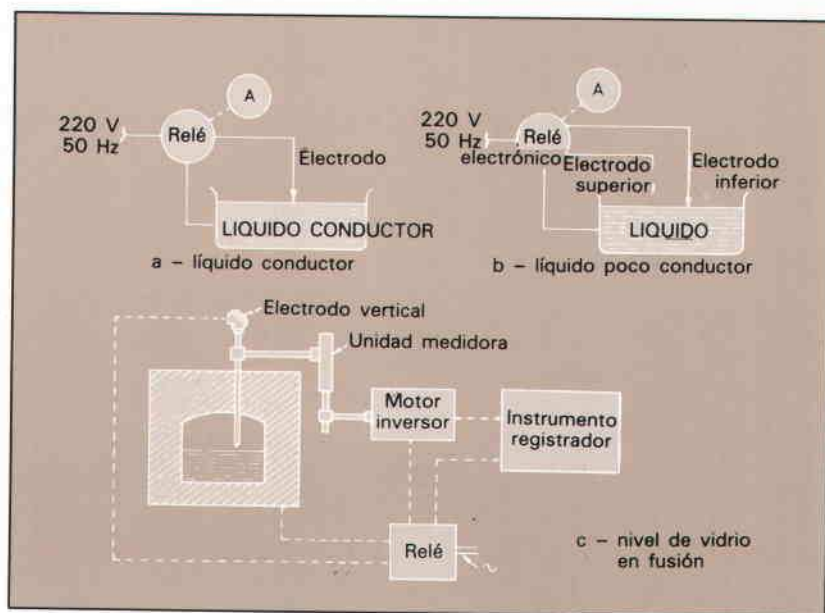 220 V
50 Hz
Relé
A
Electrodo
LIQUIDO CONDUCTOR
a – líquido conductor
220 V
50 Hz
Relé
electrónico
A
Electrodo
superior
Electrodo
inferior
LIQUIDO
b – líquido poco conductor
Electrodo vertical
Unidad medidora
Motor
inversor
Instrumento
registrador
Relé
c – nivel de vidrio
en fusión